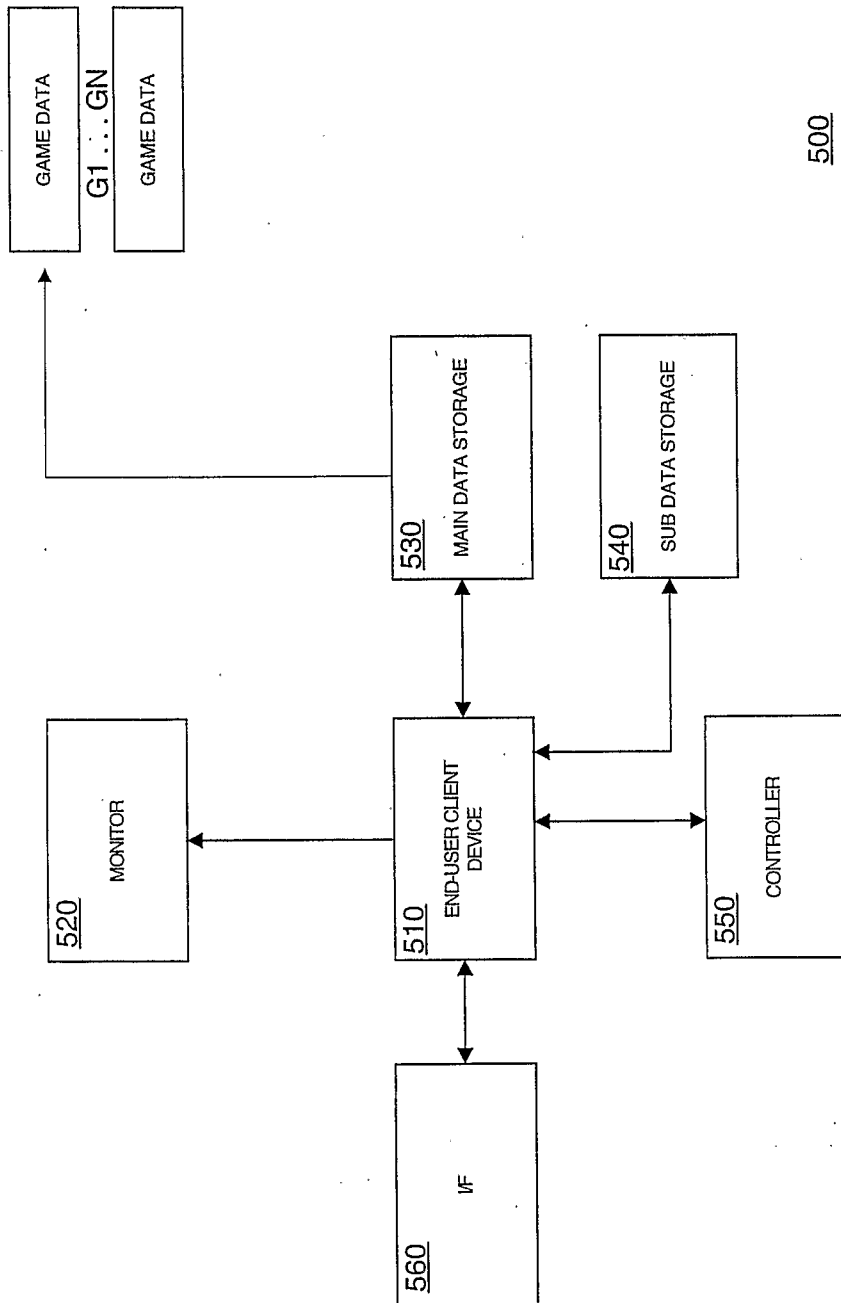 GAME DATA
G1 . . . GN
GAME DATA
500
530
MAIN DATA STORAGE
540
SUB DATA STORAGE
520
MONITOR
510
END-USER CLIENT
DEVICE
550
CONTROLLER
560
I/F